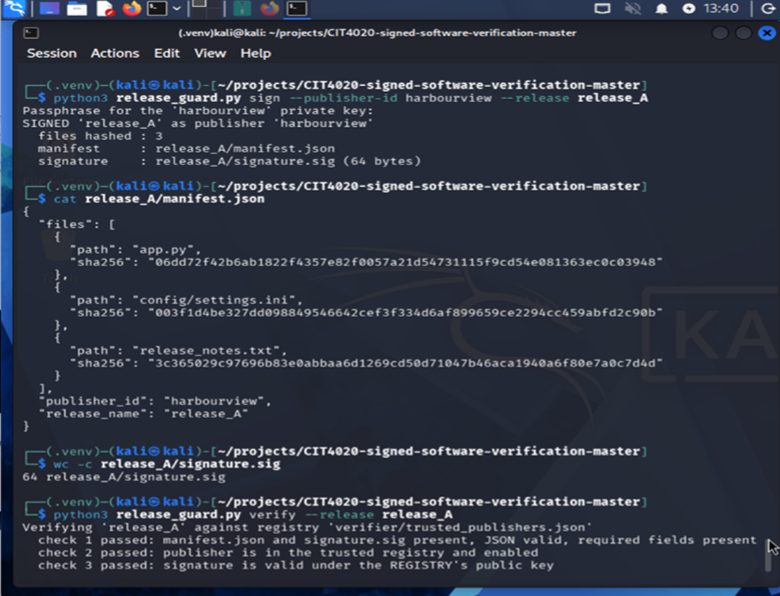 13:40
(.venv)kali@kali: ~/projects/CIT4020-signed-software-verification-master
Session Actions Edit View Help
(.venv)-(kali㉿kali)-[~/projects/CIT4020-signed-software-verification-master]
$ python3 release_guard.py sign --publisher-id harbourview --release release_A
Passphrase for the 'harbourview' private key:
SIGNED 'release_A' as publisher 'harbourview'
files hashed : 3
manifest : release_A/manifest.json
signature : release_A/signature.sig (64 bytes)
(.venv)-(kali㉿kali)-[~/projects/CIT4020-signed-software-verification-master]
$ cat release_A/manifest.json
{
"files": [
{
"path": "app.py",
"sha256": "06dd72f42b6ab1822f4357e82f0057a21d54731115f9cd54e081363ec0c03948"
},
{
"path": "config/settings.ini",
"sha256": "003f1d4be327dd098849546642cef3f334d6af899659ce2294cc459abfd2c90b"
},
{
"path": "release_notes.txt",
"sha256": "3c365029c97696b83e0abbaa6d1269cd50d71047b46aca1940a6f80e7a0c7d4d"
}
],
"publisher_id": "harbourview",
"release_name": "release_A"
}
(.venv)-(kali㉿kali)-[~/projects/CIT4020-signed-software-verification-master]
$ wc -c release_A/signature.sig
64 release_A/signature.sig
(.venv)-(kali㉿kali)-[~/projects/CIT4020-signed-software-verification-master]
$ python3 release_guard.py verify --release release_A
Verifying 'release_A' against registry 'verifier/trusted_publishers.json'
check 1 passed: manifest.json and signature.sig present, JSON valid, required fields present
check 2 passed: publisher is in the trusted registry and enabled
check 3 passed: signature is valid under the REGISTRY's public key
KA